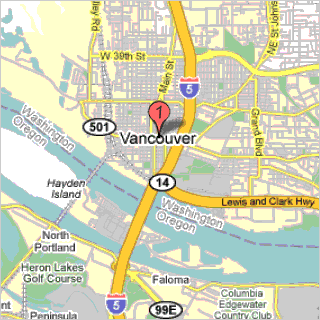 lley Rd
W 39th St
Main St
NE St Johns
5
5
1
501
Vancouver
Grand Blvd
Washington
Oregon
14
Hayden
Island
Lewis and Clark Hwy
Washington
Oregon
North
Portland
Heron Lakes
Golf Course
Faloma
5
99E
Columbia
Edgewater
Country Club
Peninsula